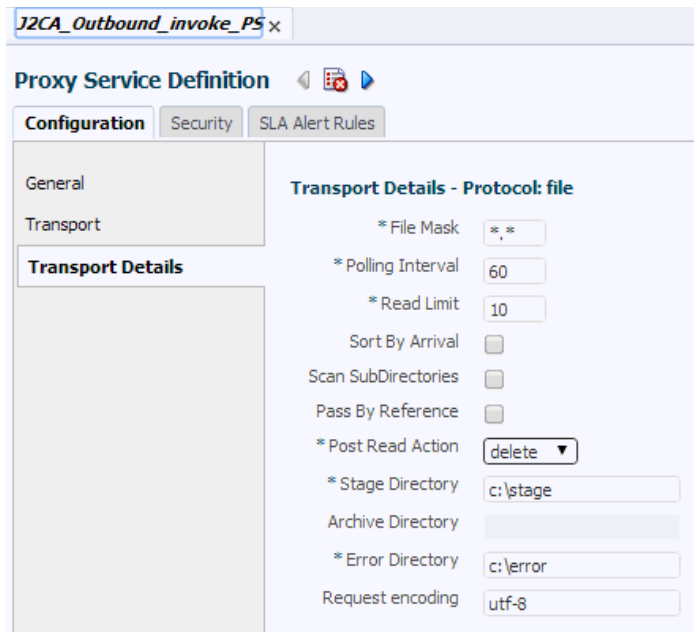 J2CA_Outbound_invoke_PS x
Proxy Service Definition
Configuration Security SLA Alert Rules
General
Transport
Transport Details
Transport Details - Protocol: file
* File Mask *.*
* Polling Interval 60
* Read Limit 10
Sort By Arrival
Scan SubDirectories
Pass By Reference
* Post Read Action delete
* Stage Directory c:\stage
Archive Directory
* Error Directory c:\error
Request encoding utf-8